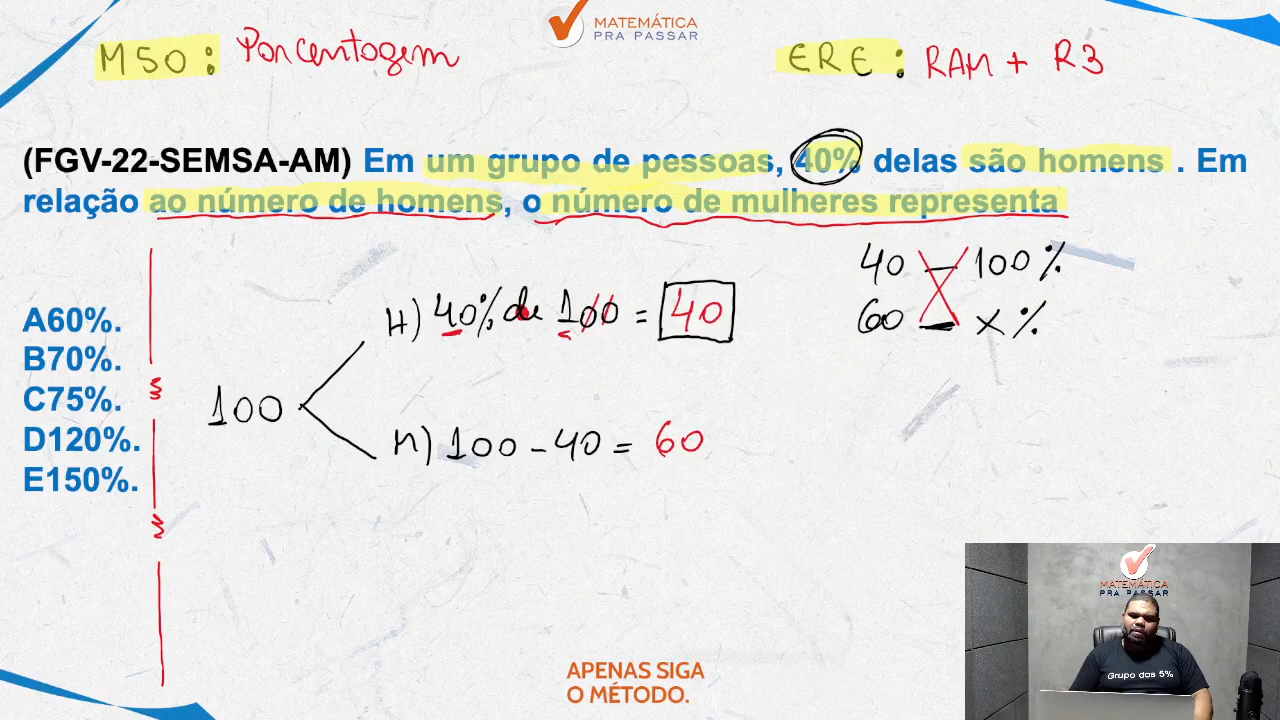 MATEMÁTICA
PRA PASSAR
M50: Porcentagem
ERE: RAM + R3
(FGV-22-SEMSA-AM) Em um grupo de pessoas, 40% delas são homens . Em
relação ao número de homens, o número de mulheres representa
A60%.
B70%.
C75%.
D120%.
E150%.
100
H) 40% de 100 = 40
M) 100 - 40 = 60
40 — 100%
60 — x %
MATEMÁTICA
PRA PASSAR
Grupo dos 5%
APENAS SIGA
O MÉTODO.